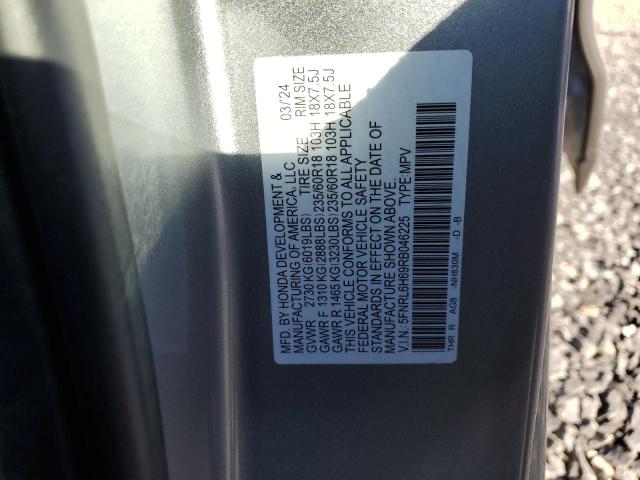 MFD. BY HONDA DEVELOPMENT & 03/'24
MANUFACTURING OF AMERICA, LLC
GVWR 2730 KG(6019LBS) TIRE SIZE RIM SIZE
GAWR F 1310 KG(2888LBS) 235/60R18 103H 18X7.5J
GAWR R 1465 KG(3230LBS) 235/60R18 103H 18X7.5J
THIS VEHICLE CONFORMS TO ALL APPLICABLE
FEDERAL MOTOR VEHICLE SAFETY
STANDARDS IN EFFECT ON THE DATE OF
MANUFACTURE SHOWN ABOVE.
V.I.N.:5FNRL6H69RB046225 TYPE:MPV
THR R AG8 -NH830M -D -B